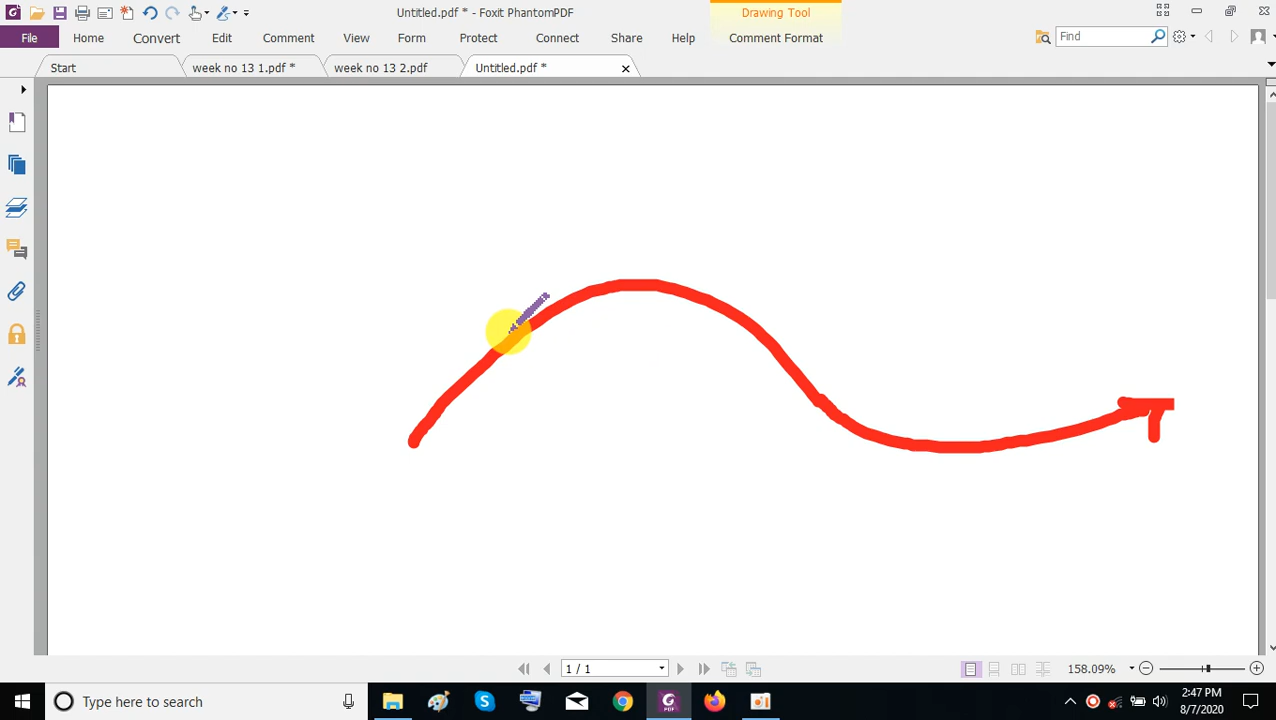 Untitled.pdf * - Foxit PhantomPDF
Drawing Tool
File Home Convert Edit Comment View Form Protect Connect Share Help Comment Format
Find
Start week no 13 1.pdf * week no 13 2.pdf Untitled.pdf *
1 / 1
158.09%
Type here to search
PDF
2:47 PM
8/7/2020